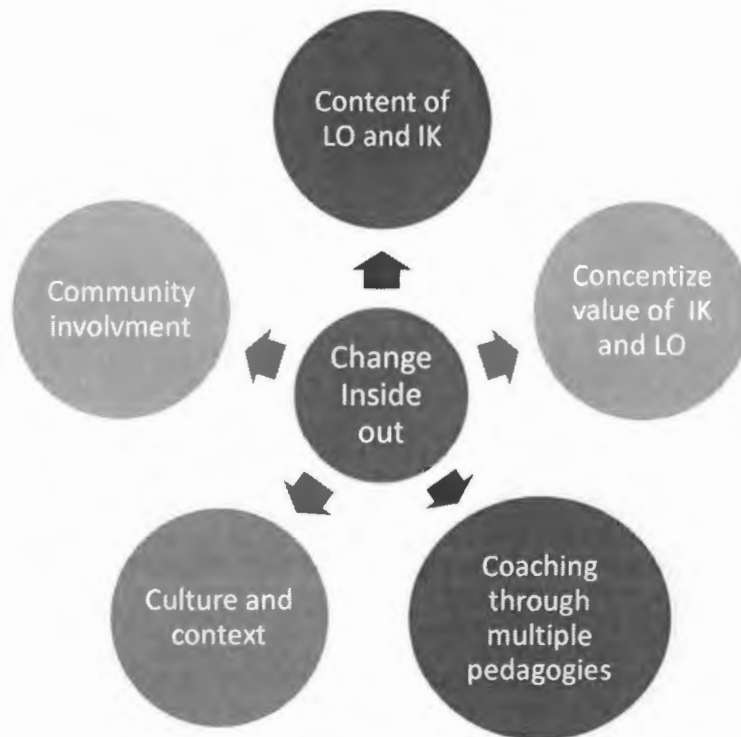 Content of
LO and IK
Concentize
value of IK
and LO
Coaching
through
multiple
pedagogies
Culture and
context
Community
involvment
Change
Inside
out